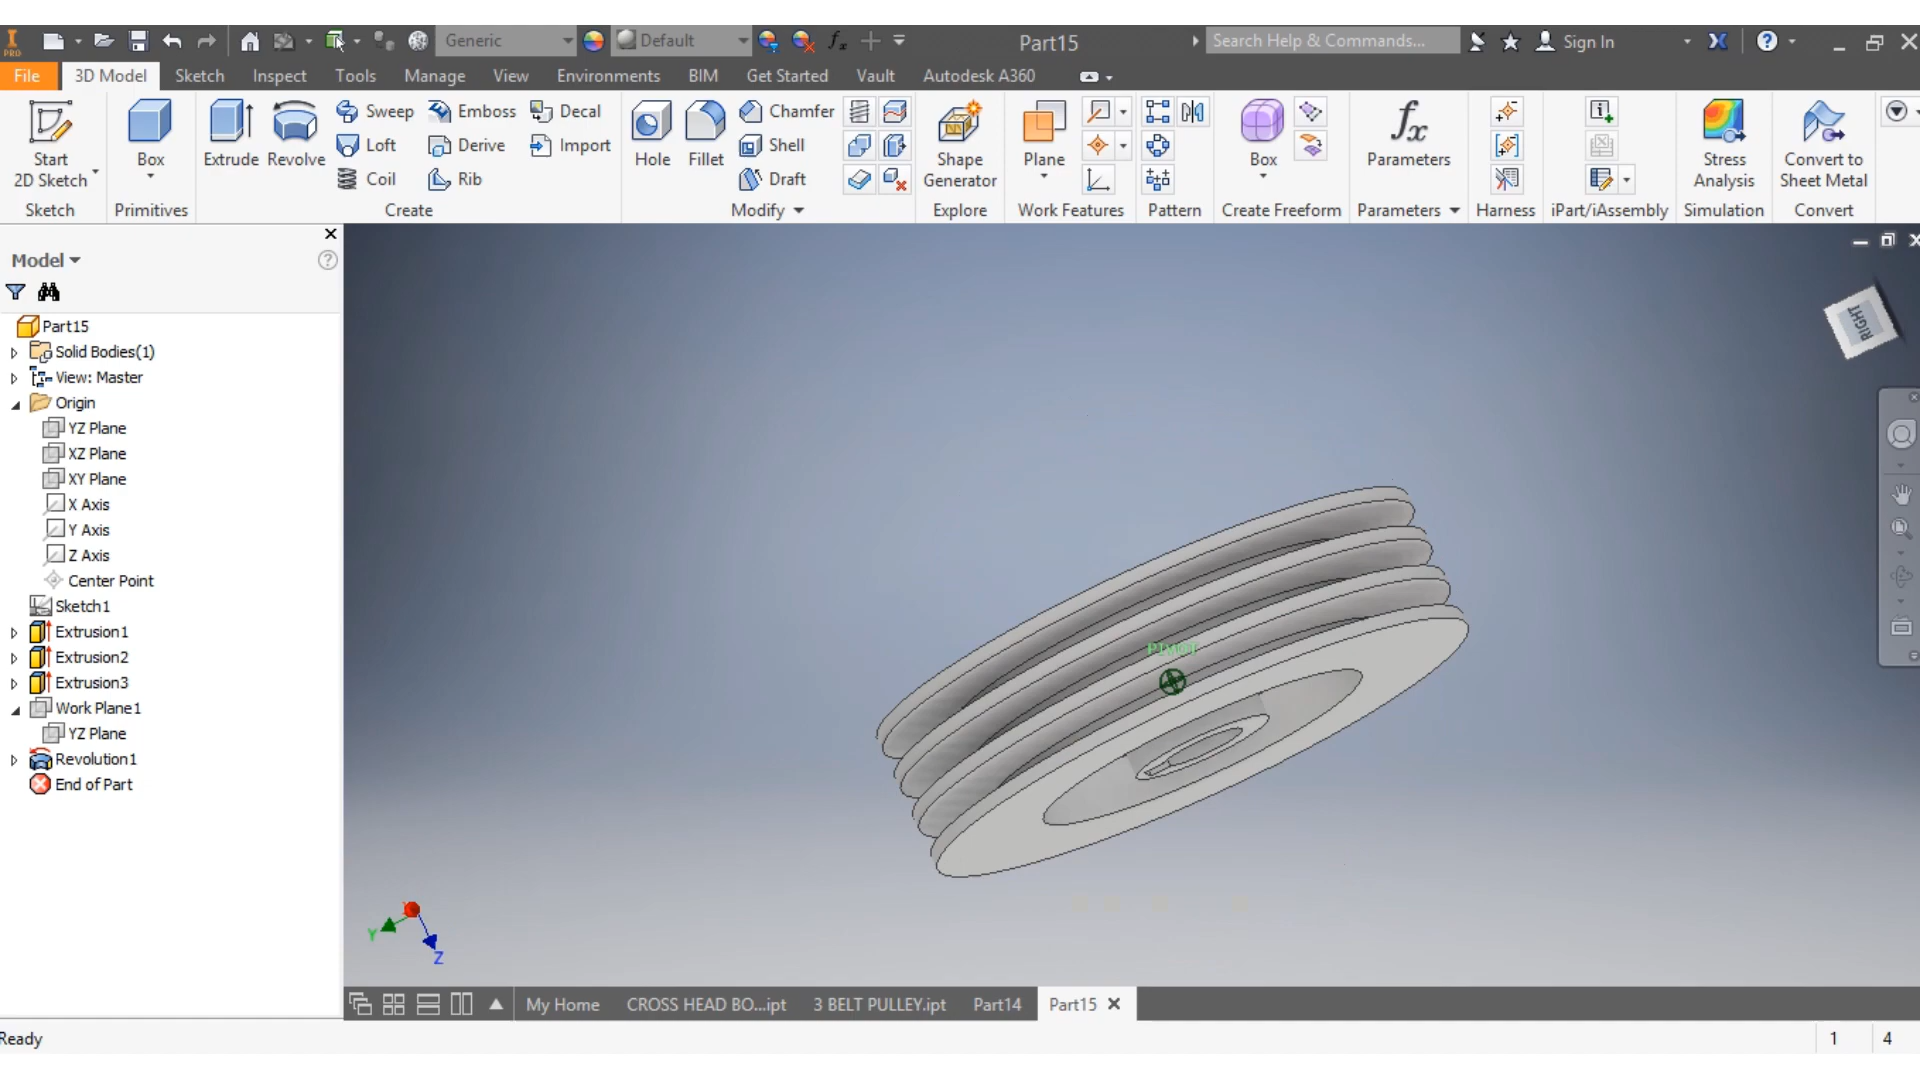 PRO
Generic
Default
Part15
Search Help & Commands...
Sign In
File
3D Model
Sketch
Inspect
Tools
Manage
View
Environments
BIM
Get Started
Vault
Autodesk A360
Start
2D Sketch
Box
Extrude
Revolve
Sweep
Loft
Coil
Emboss
Derive
Rib
Decal
Import
Hole
Fillet
Chamfer
Shell
Draft
Shape
Generator
Plane
Box
fx
Parameters
Stress
Analysis
Convert to
Sheet Metal
Sketch
Primitives
Create
Modify
Explore
Work Features
Pattern
Create Freeform
Parameters
Harness
iPart/iAssembly
Simulation
Convert
Model
Part15
Solid Bodies(1)
View: Master
Origin
YZ Plane
XZ Plane
XY Plane
X Axis
Y Axis
Z Axis
Center Point
Sketch1
Extrusion1
Extrusion2
Extrusion3
Work Plane1
YZ Plane
Revolution1
End of Part
RIGHT
PIVOT
Y
Z
My Home
CROSS HEAD BO...ipt
3 BELT PULLEY.ipt
Part14
Part15
Ready
1
4